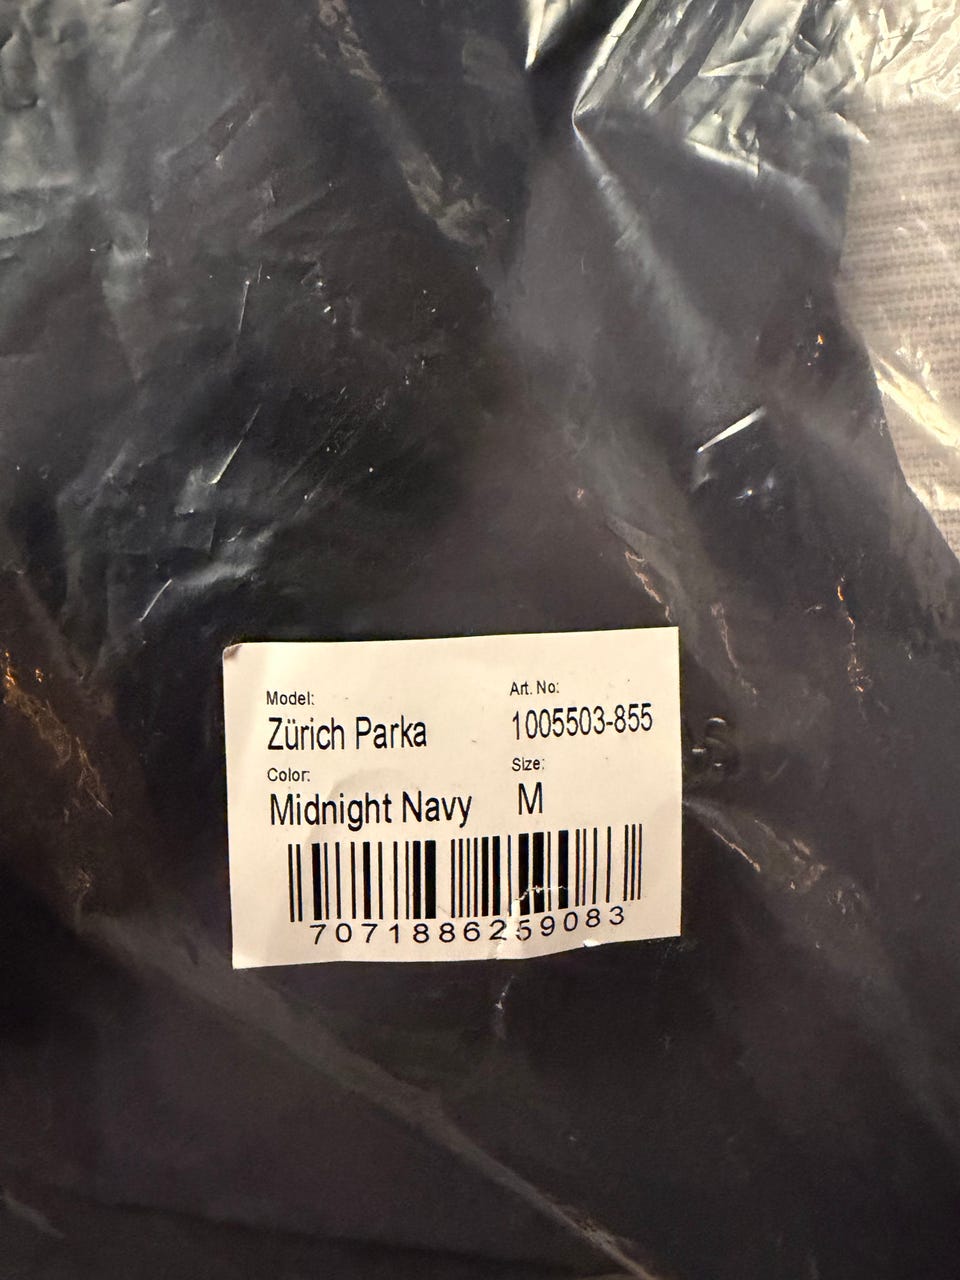 Model: Art. No:
Zürich Parka 1005503-855
Color: Size:
Midnight Navy M
7071886259083